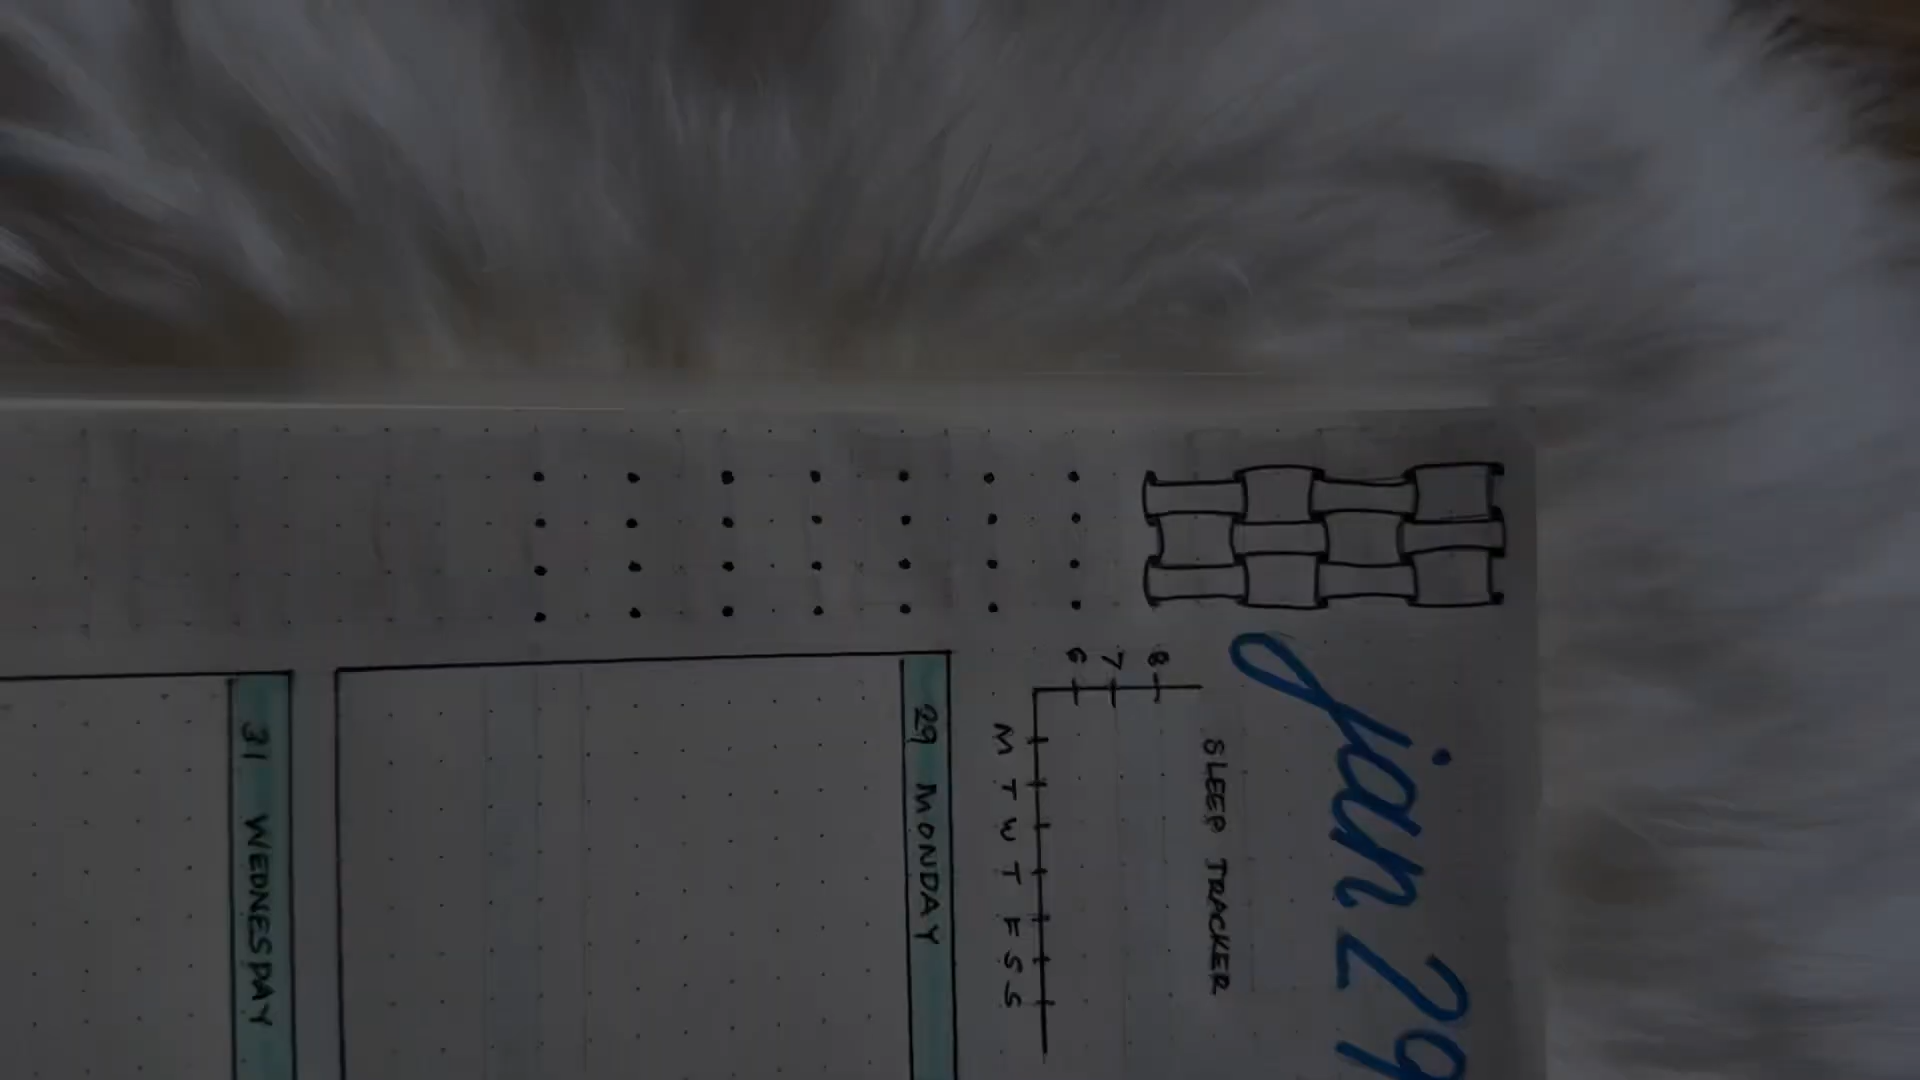 jan 29
SLEEP TRACKER
8
7
6
M T W T F S S
29 MONDAY
31 WEDNESDAY